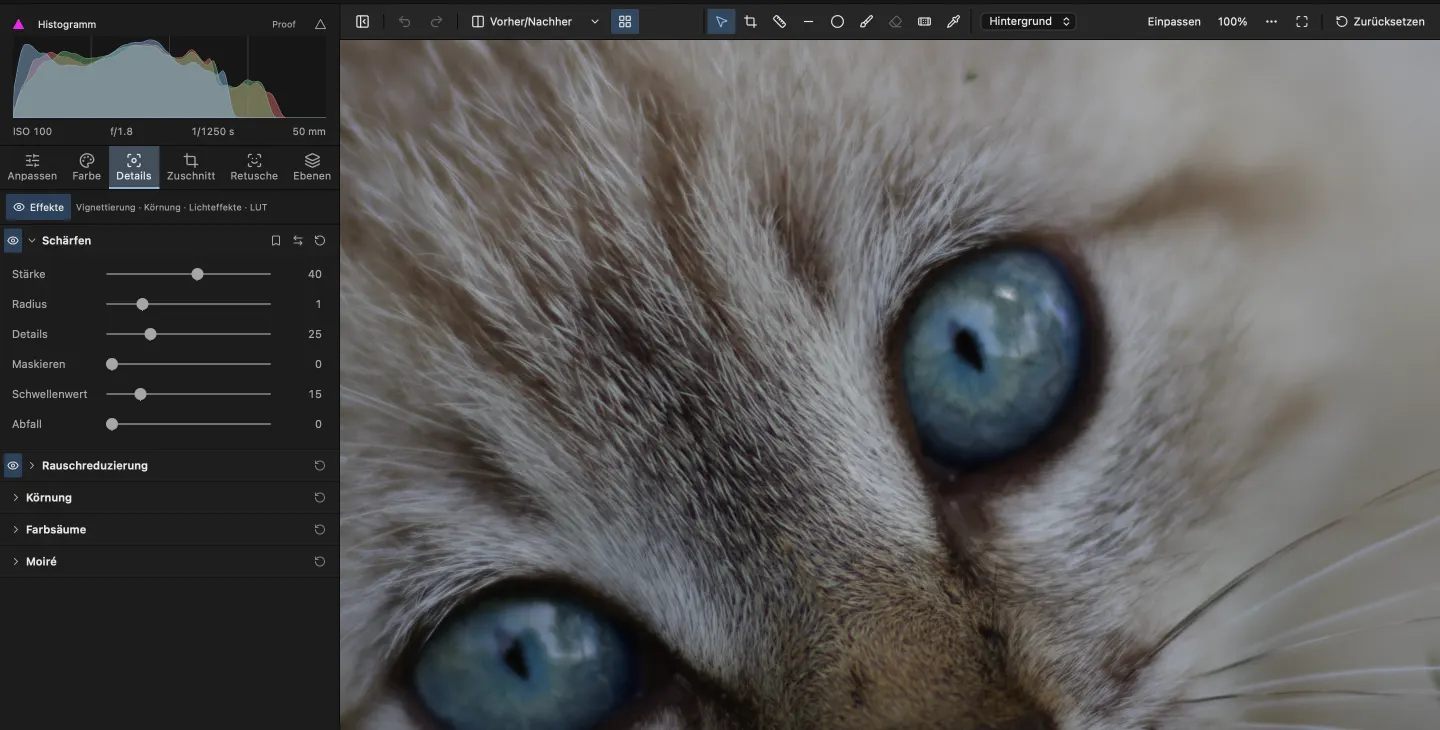 Histogramm Proof
ISO 100 f/1.8 1/1250 s 50 mm
Vorher/Nachher Hintergrund Einpassen 100% Zurücksetzen
Anpassen Farbe Details Zuschnitt Retusche Ebenen
Effekte Vignettierung · Körnung · Lichteffekte · LUT
Schärfen
Stärke 40
Radius 1
Details 25
Maskieren 0
Schwellenwert 15
Abfall 0
Rauschreduzierung
Körnung
Farbsäume
Moiré